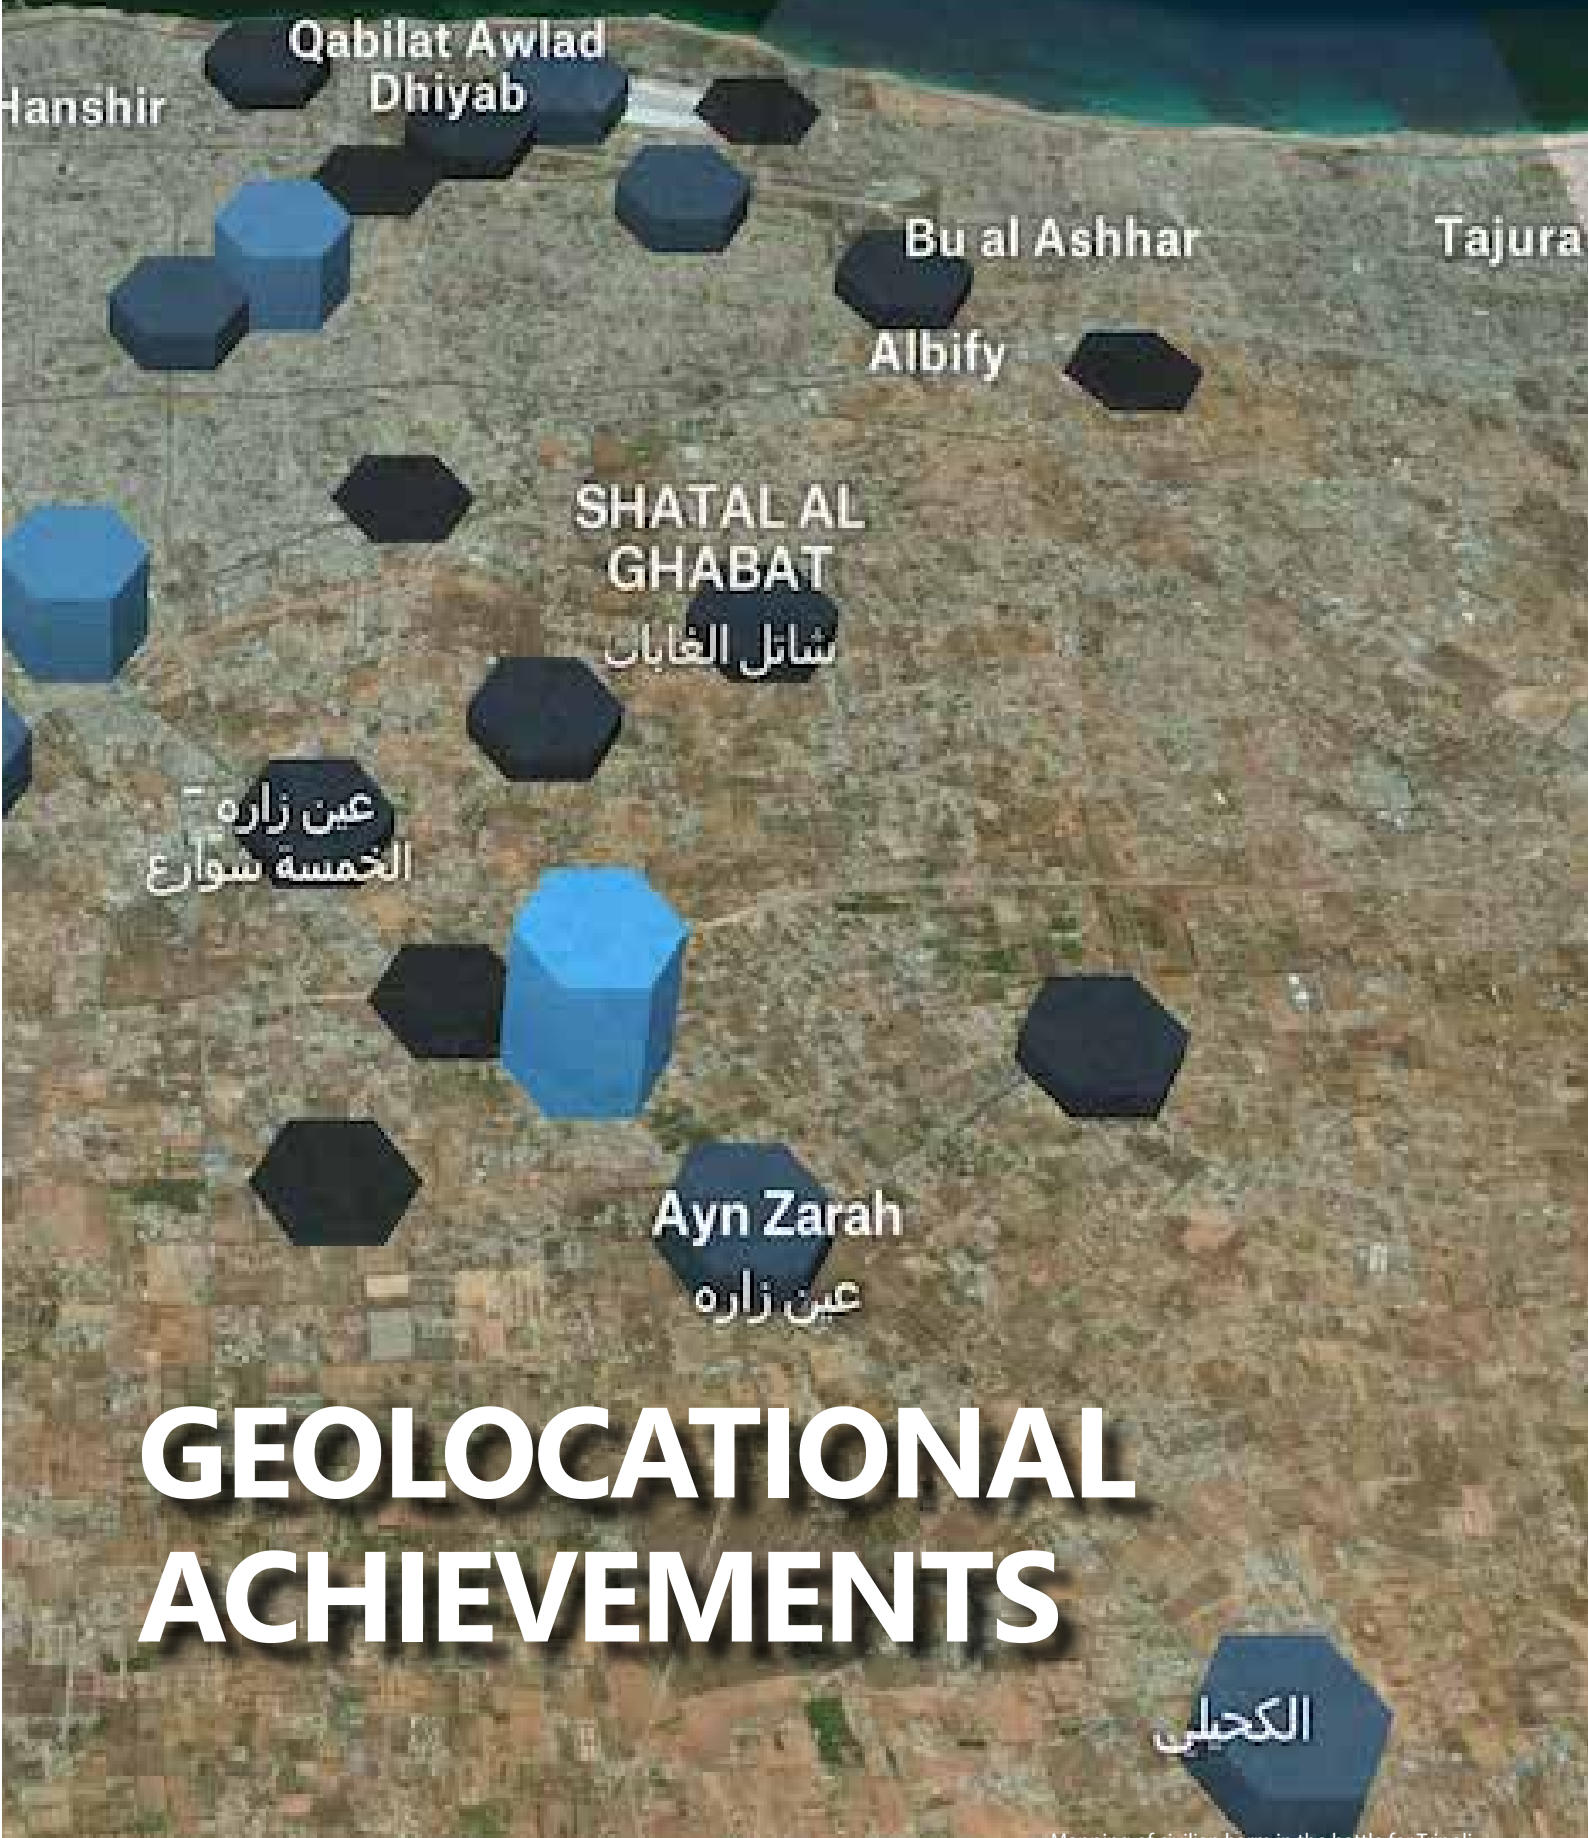 Qabilat Awlad
Dhiyab
Hanshir
Bu al Ashhar
Tajura
Albify
SHATAL AL
GHABAT
شاتل الغابات
عين زاره –
الخمسة شوارع
Ayn Zarah
عين زاره
GEOLOCATIONAL
ACHIEVEMENTS
الكحيلي